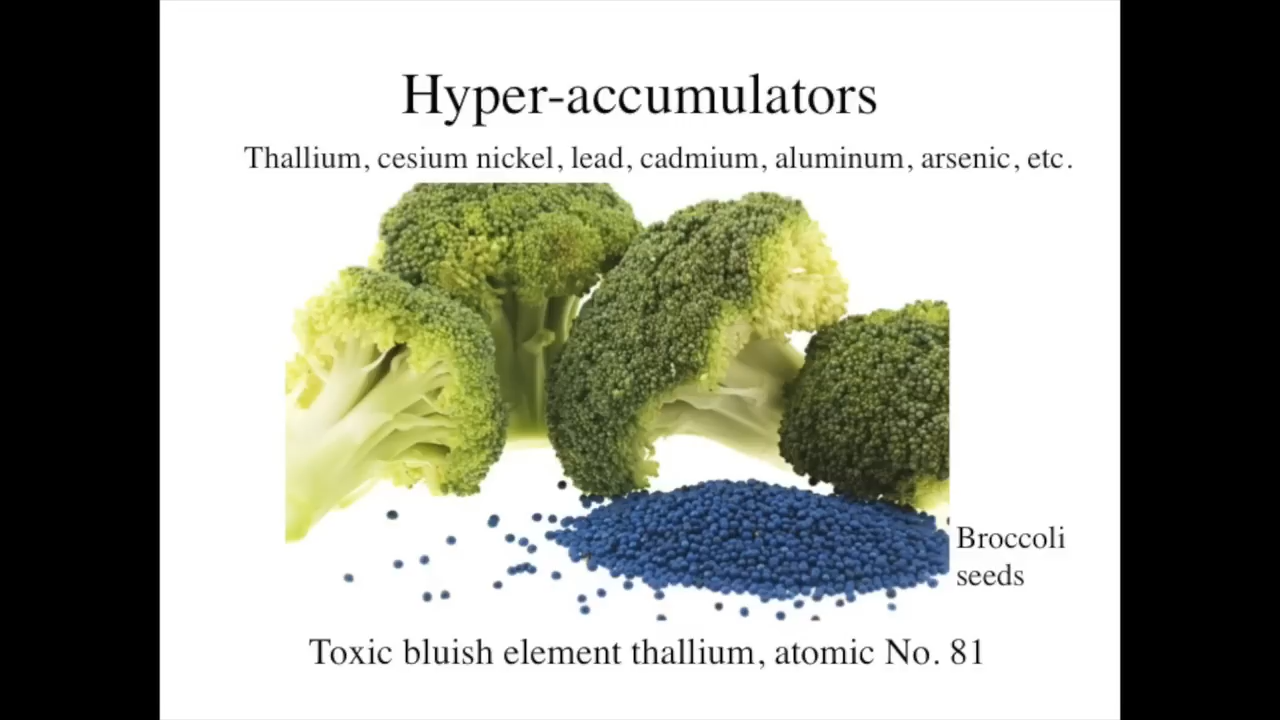 Hyper-accumulators
Thallium, cesium nickel, lead, cadmium, aluminum, arsenic, etc.
Broccoli
seeds
Toxic bluish element thallium, atomic No. 81